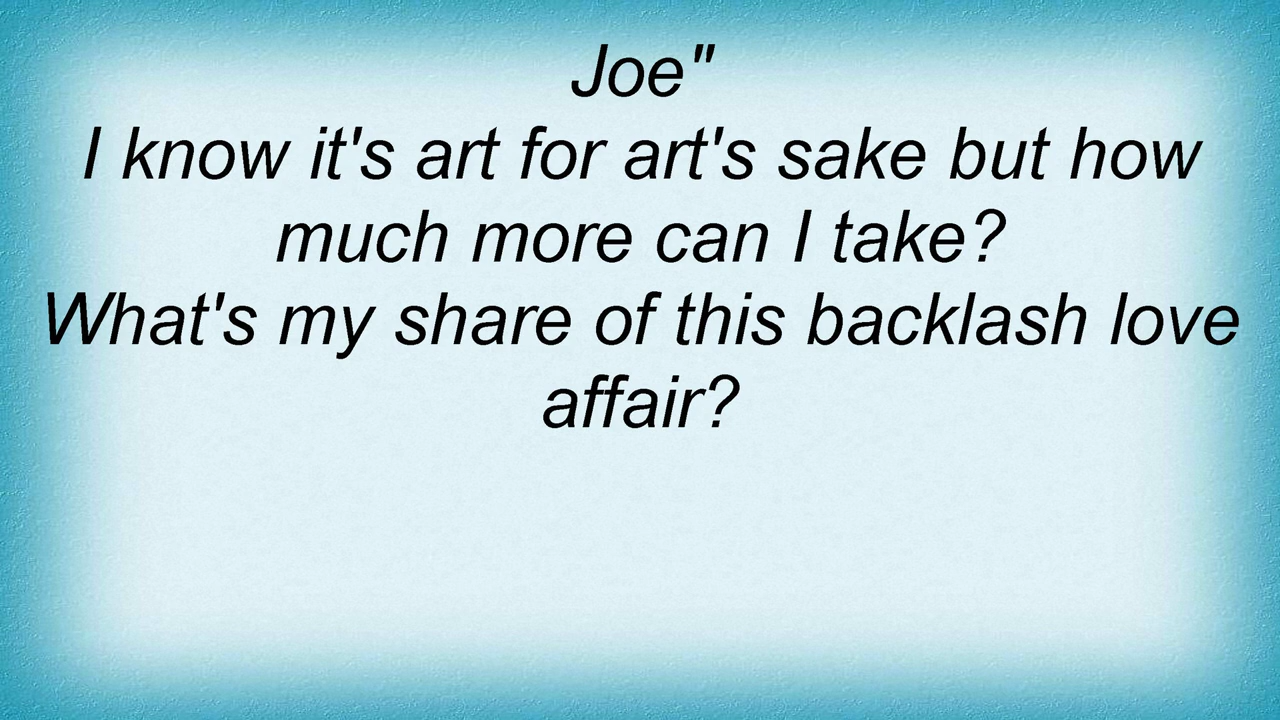 Joe"
I know it's art for art's sake but how
much more can I take?
What's my share of this backlash love
affair?